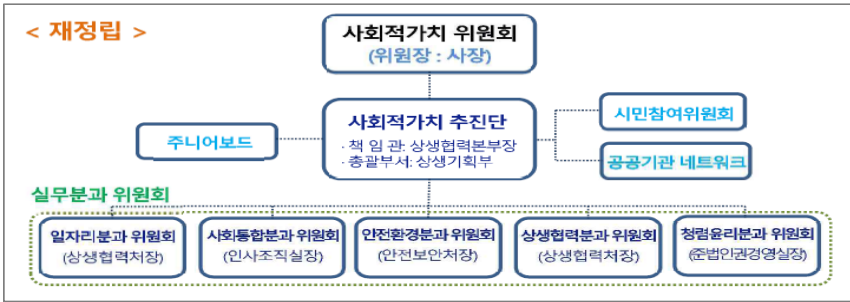 < 재정립 >
사회적가치 위원회
(위원장 : 사장)
사회적가치 추진단
· 책 임 관: 상생협력본부장
· 총괄부서: 상생기획부
주니어보드
시민참여위원회
공공기관 네트워크
실무분과 위원회
일자리분과 위원회
(상생협력처장)
사회통합분과 위원회
(인사조직실장)
안전환경분과 위원회
(안전보안처장)
상생협력분과 위원회
(상생협력처장)
청렴윤리분과 위원회
(준법인권경영실장)